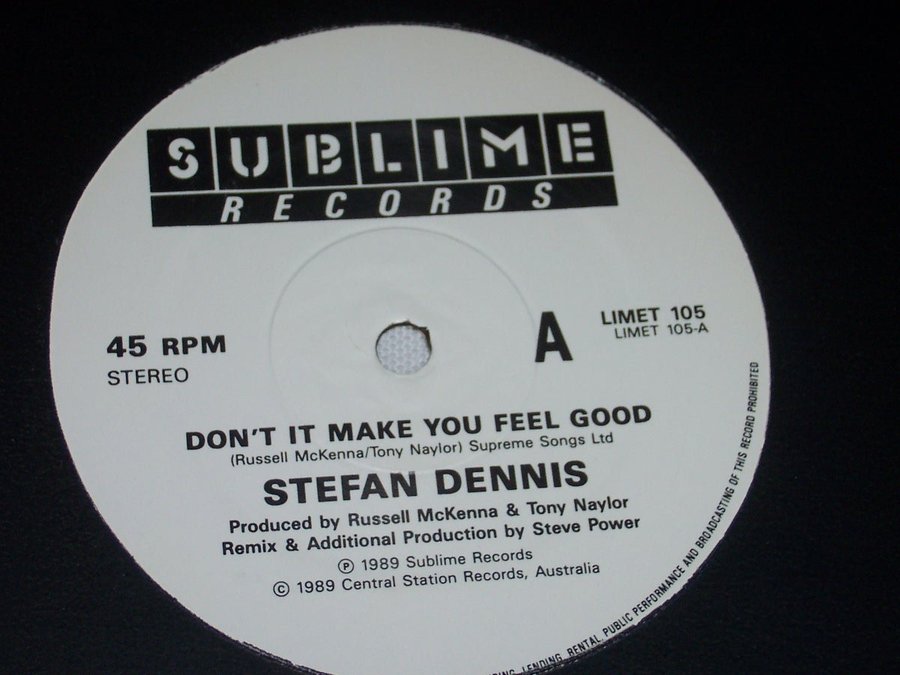 SUBLIME
RECORDS
45 RPM
STEREO
A
LIMET 105
LIMET 105-A
DON'T IT MAKE YOU FEEL GOOD
(Russell McKenna/Tony Naylor) Supreme Songs Ltd
STEFAN DENNIS
Produced by Russell McKenna & Tony Naylor
Remix & Additional Production by Steve Power
℗ 1989 Sublime Records
© 1989 Central Station Records, Australia
LENDING, RENTAL, PUBLIC PERFORMANCE AND BROADCASTING OF THIS RECORD PROHIBITED